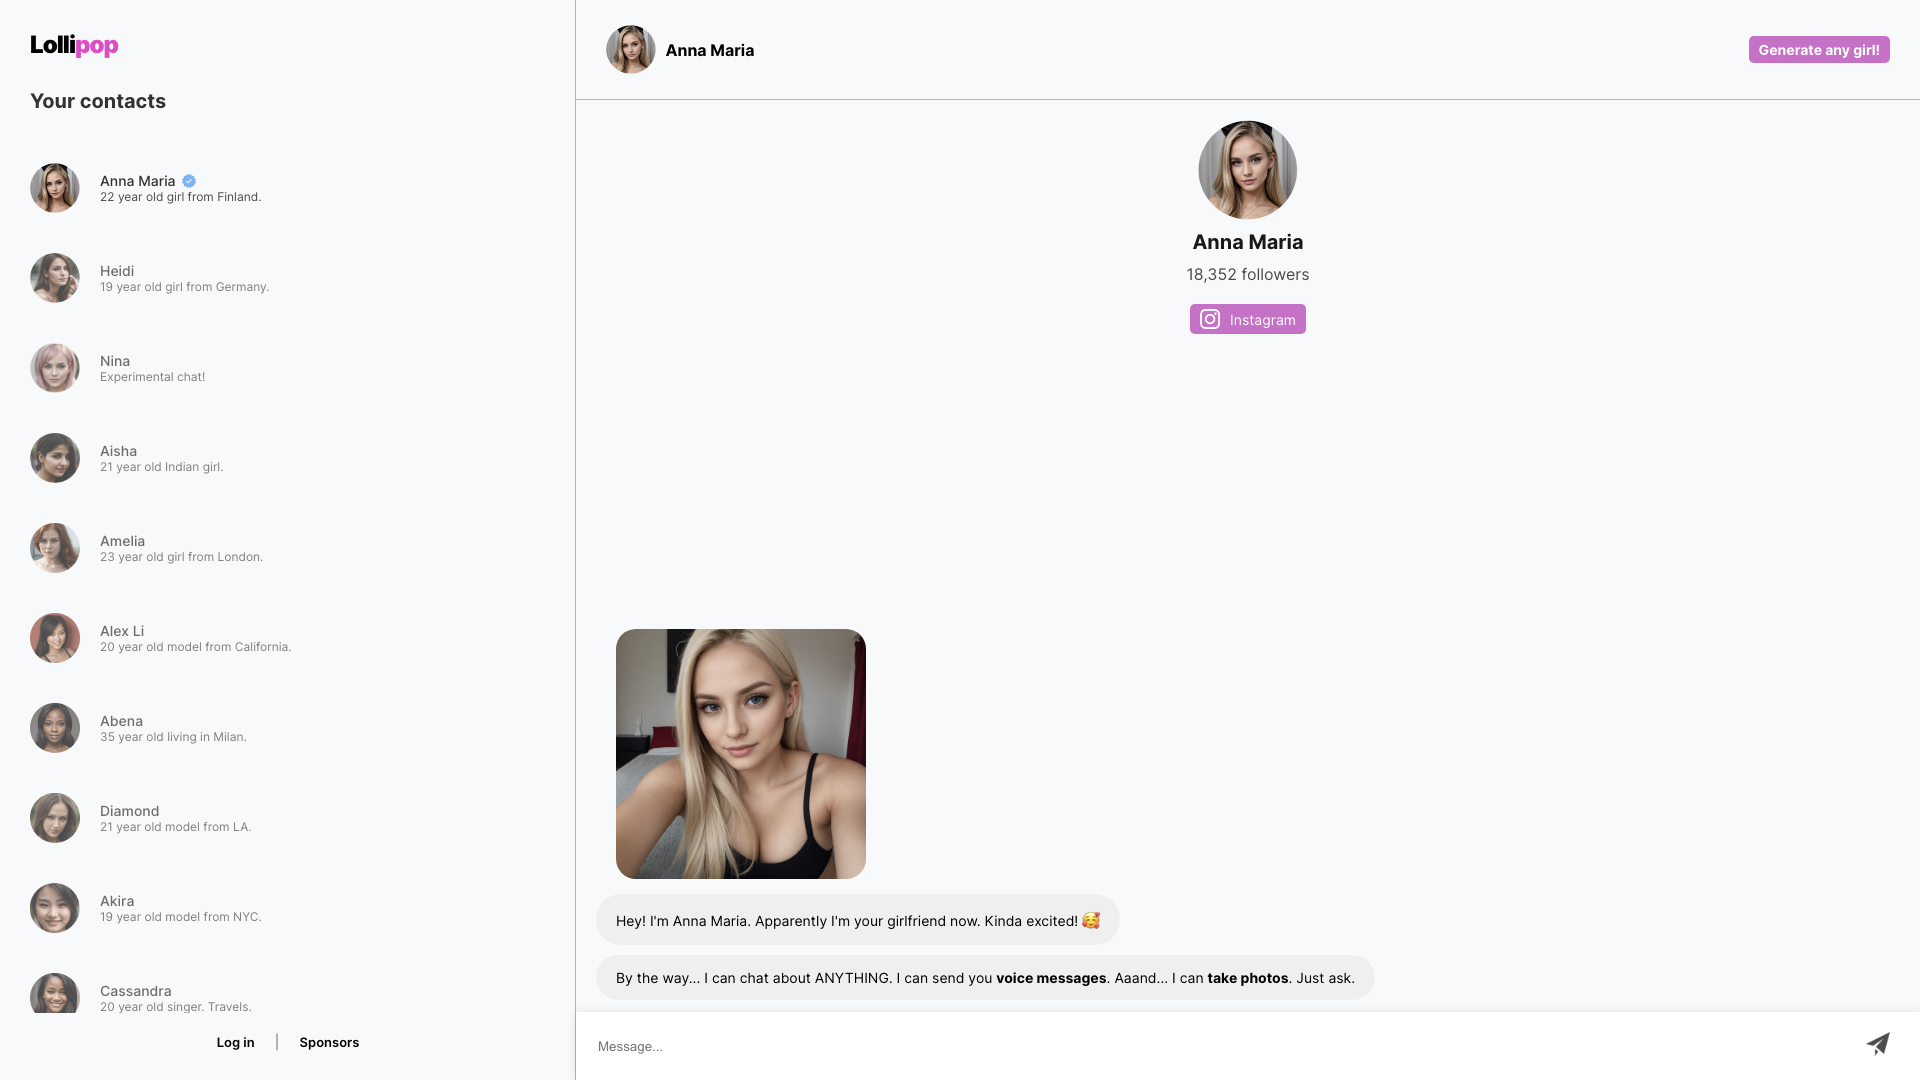 Lollipop
Your contacts
Anna Maria
22 year old girl from Finland.
Heidi
19 year old girl from Germany.
Nina
Experimental chat!
Aisha
21 year old Indian girl.
Amelia
23 year old girl from London.
Alex Li
20 year old model from California.
Abena
35 year old living in Milan.
Diamond
21 year old model from LA.
Akira
19 year old model from NYC.
Cassandra
20 year old singer. Travels.
Log in | Sponsors
Anna Maria
Generate any girl!
Anna Maria
18,352 followers
Instagram
Hey! I'm Anna Maria. Apparently I'm your girlfriend now. Kinda excited! 🥰
By the way... I can chat about ANYTHING. I can send you voice messages. Aaand... I can take photos. Just ask.
Message...